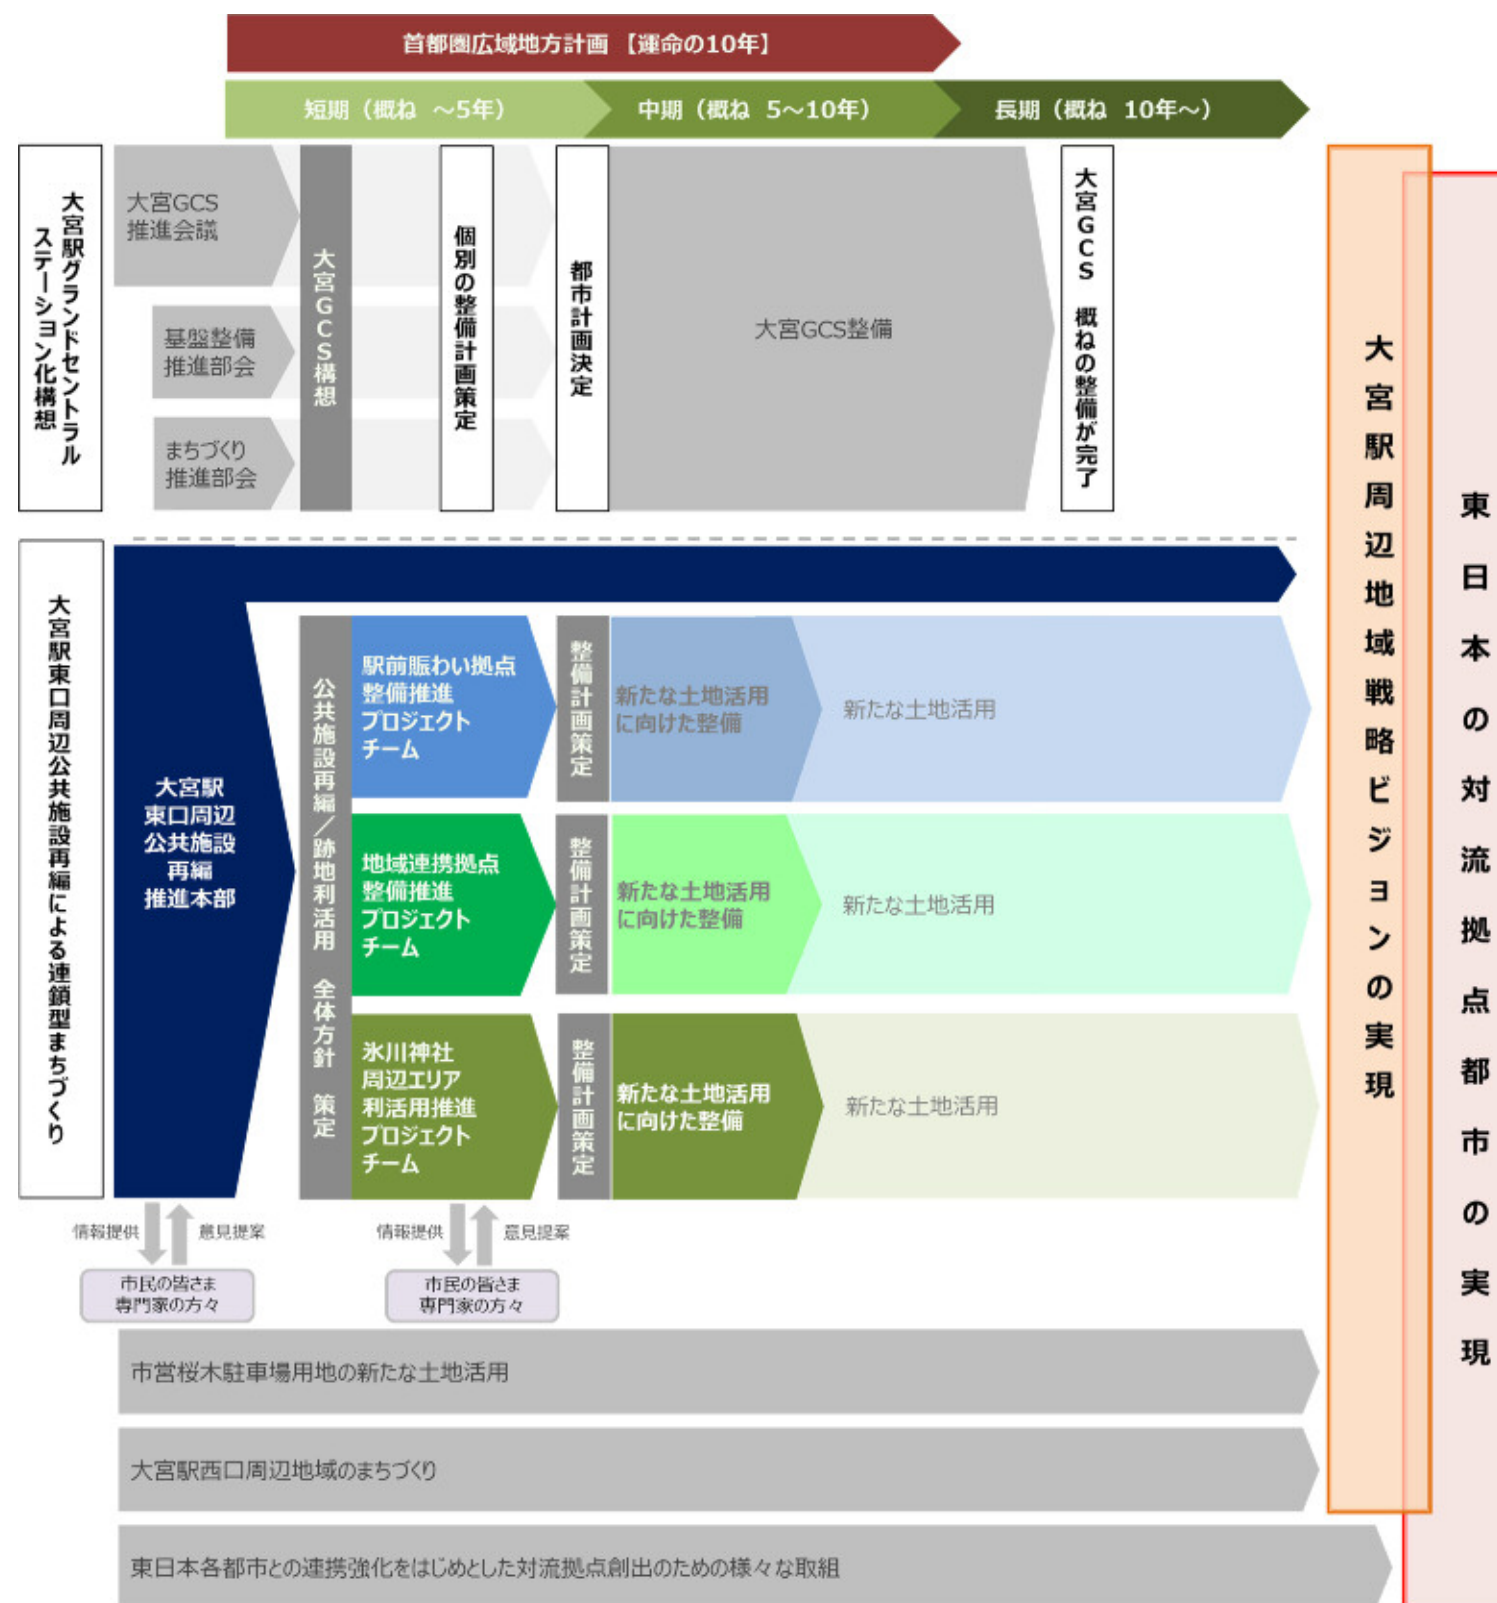 首都圏広域地方計画 【運命の10年】
短期（概ね ～5年）
中期（概ね 5～10年）
長期（概ね 10年～）
大宮駅グランドセントラル
ステーション化構想
大宮GCS
推進会議
基盤整備
推進部会
まちづくり
推進部会
大宮GCS構想
個別の整備計画策定
都市計画決定
大宮GCS整備
大宮GCS 概ねの整備が完了
大宮駅東口周辺公共施設再編による連鎖型まちづくり
大宮駅
東口周辺
公共施設
再編
推進本部
公共施設再編／跡地利活用 全体方針 策定
駅前賑わい拠点
整備推進
プロジェクト
チーム
整備計画策定
新たな土地活用
に向けた整備
新たな土地活用
地域連携拠点
整備推進
プロジェクト
チーム
整備計画策定
新たな土地活用
に向けた整備
新たな土地活用
氷川神社
周辺エリア
利活用推進
プロジェクト
チーム
整備計画策定
新たな土地活用
に向けた整備
新たな土地活用
情報提供
意見提案
市民の皆さま
専門家の方々
情報提供
意見提案
市民の皆さま
専門家の方々
市営桜木駐車場用地の新たな土地活用
大宮駅西口周辺地域のまちづくり
東日本各都市との連携強化をはじめとした対流拠点創出のための様々な取組
大宮駅周辺地域戦略ビジョンの実現
東日本の対流拠点都市の実現